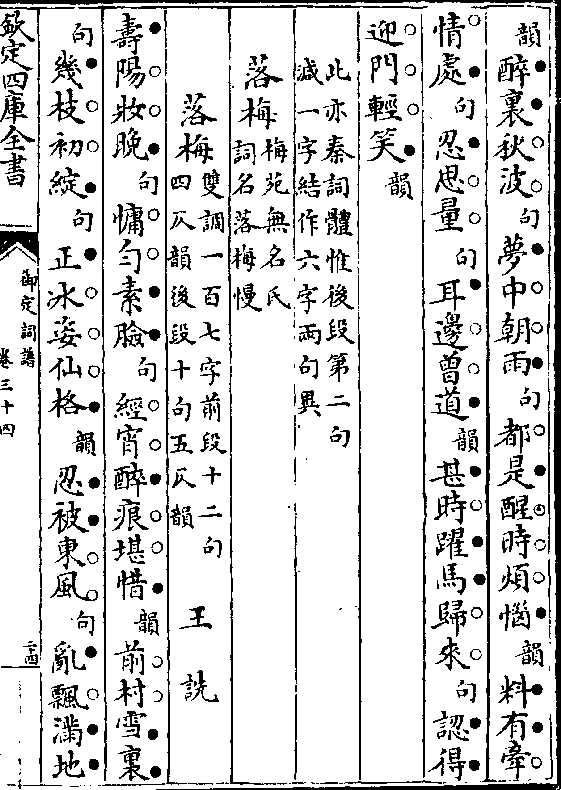 韻醉裏秋波句夢中朝雨句都是醒時煩惱韻料有牽
情處句忍思量句耳邊曾道韻甚時躍馬歸來句認得
迎門輕笑韻
此亦秦詞體惟後段第二句
減一字結作六字兩句異
落梅梅苑無名氏
詞名落梅慢
落梅雙調一百七字前段十二句
四仄韻後段十句五仄韻 王詵
壽陽妝晚句慵勻素臉句經宵醉痕堪惜韻前村雪裏
句幾枝初綻句正冰姿仙格韻忍被東風句亂飄滿地
欽定四庫全書
御定詞譜
卷三十四
二四